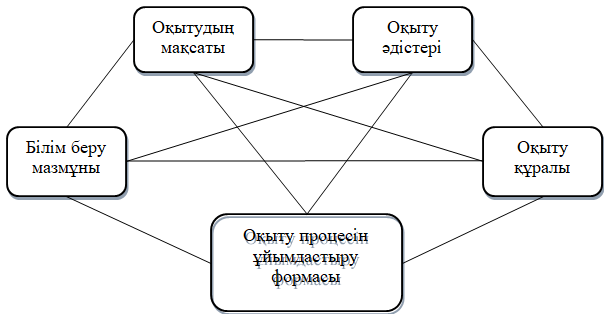 Оқытудың
мақсаты
Оқыту
әдістері
Білім беру
мазмұны
Оқыту
құралы
Оқыту процесін
ұйымдастыру
формасы